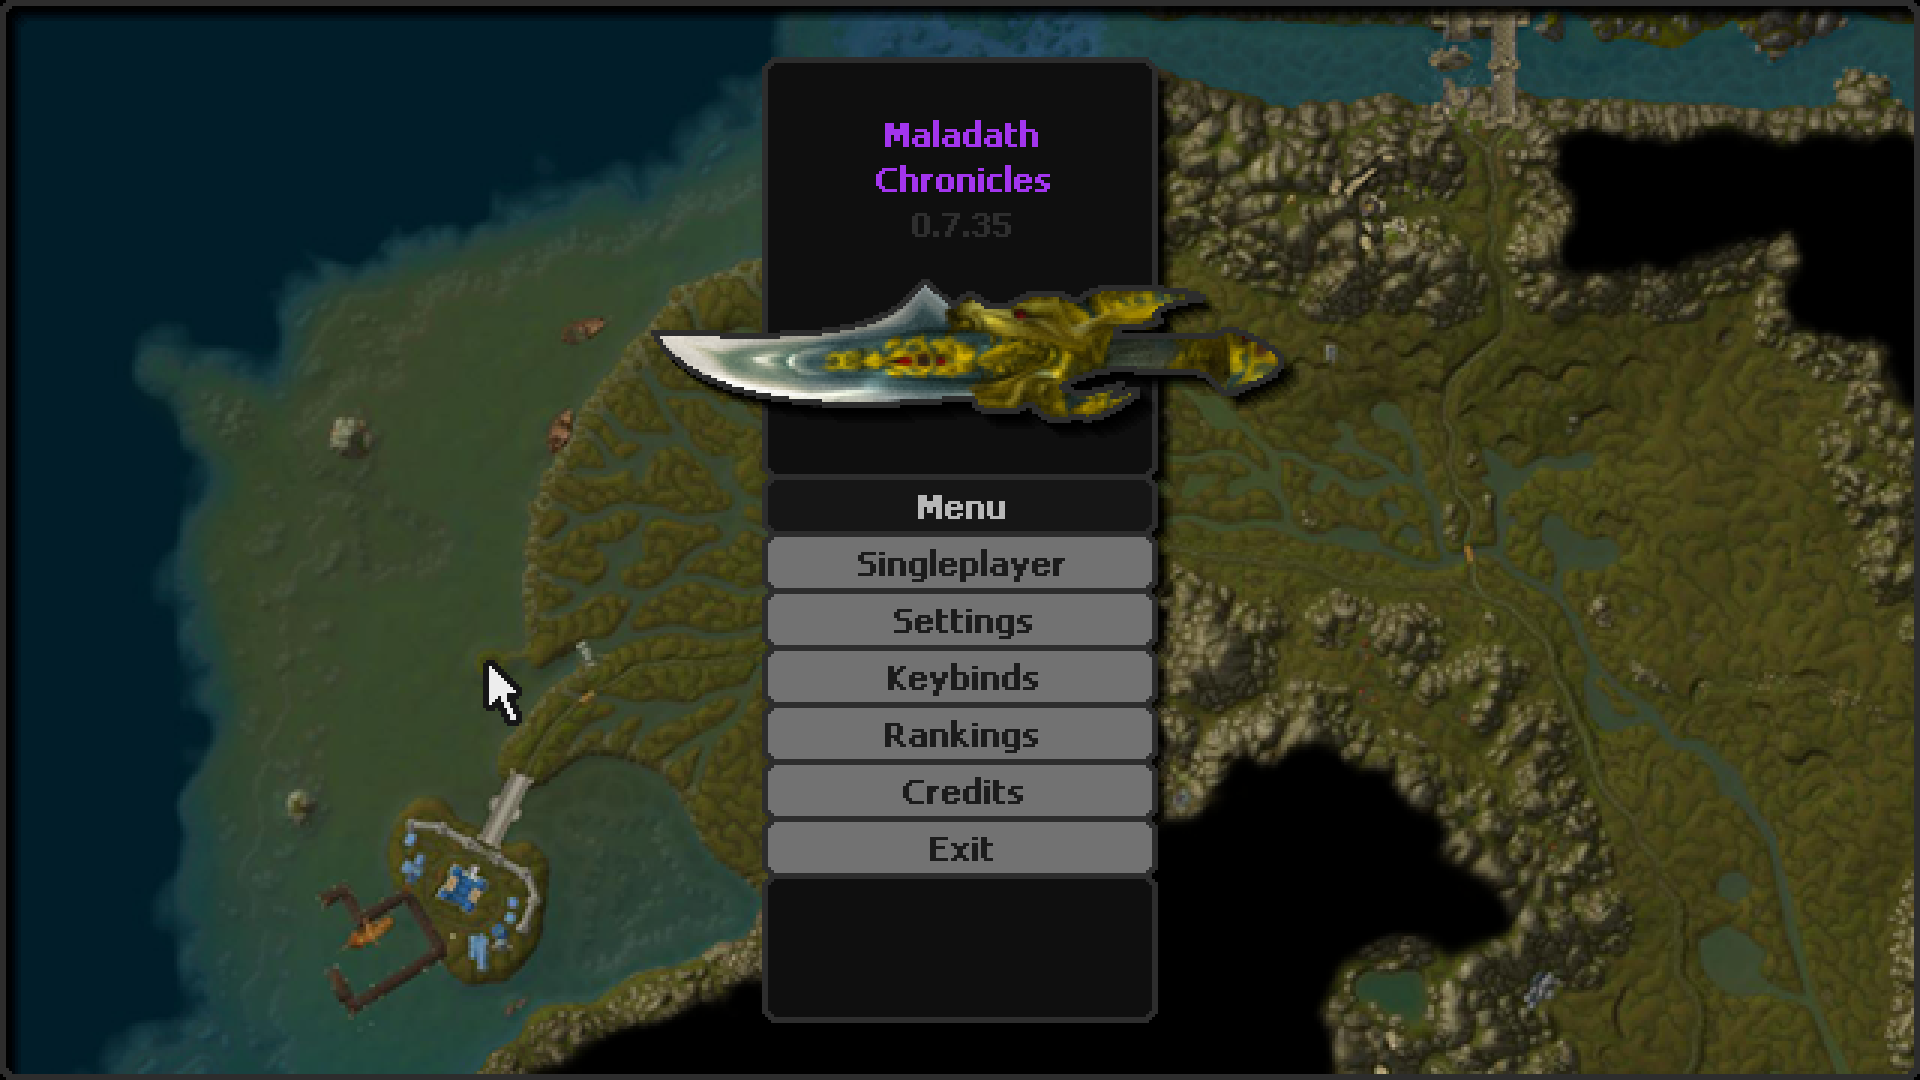 Maladath
Chronicles
0.7.35
Menu
Singleplayer
Settings
Keybinds
Rankings
Credits
Exit